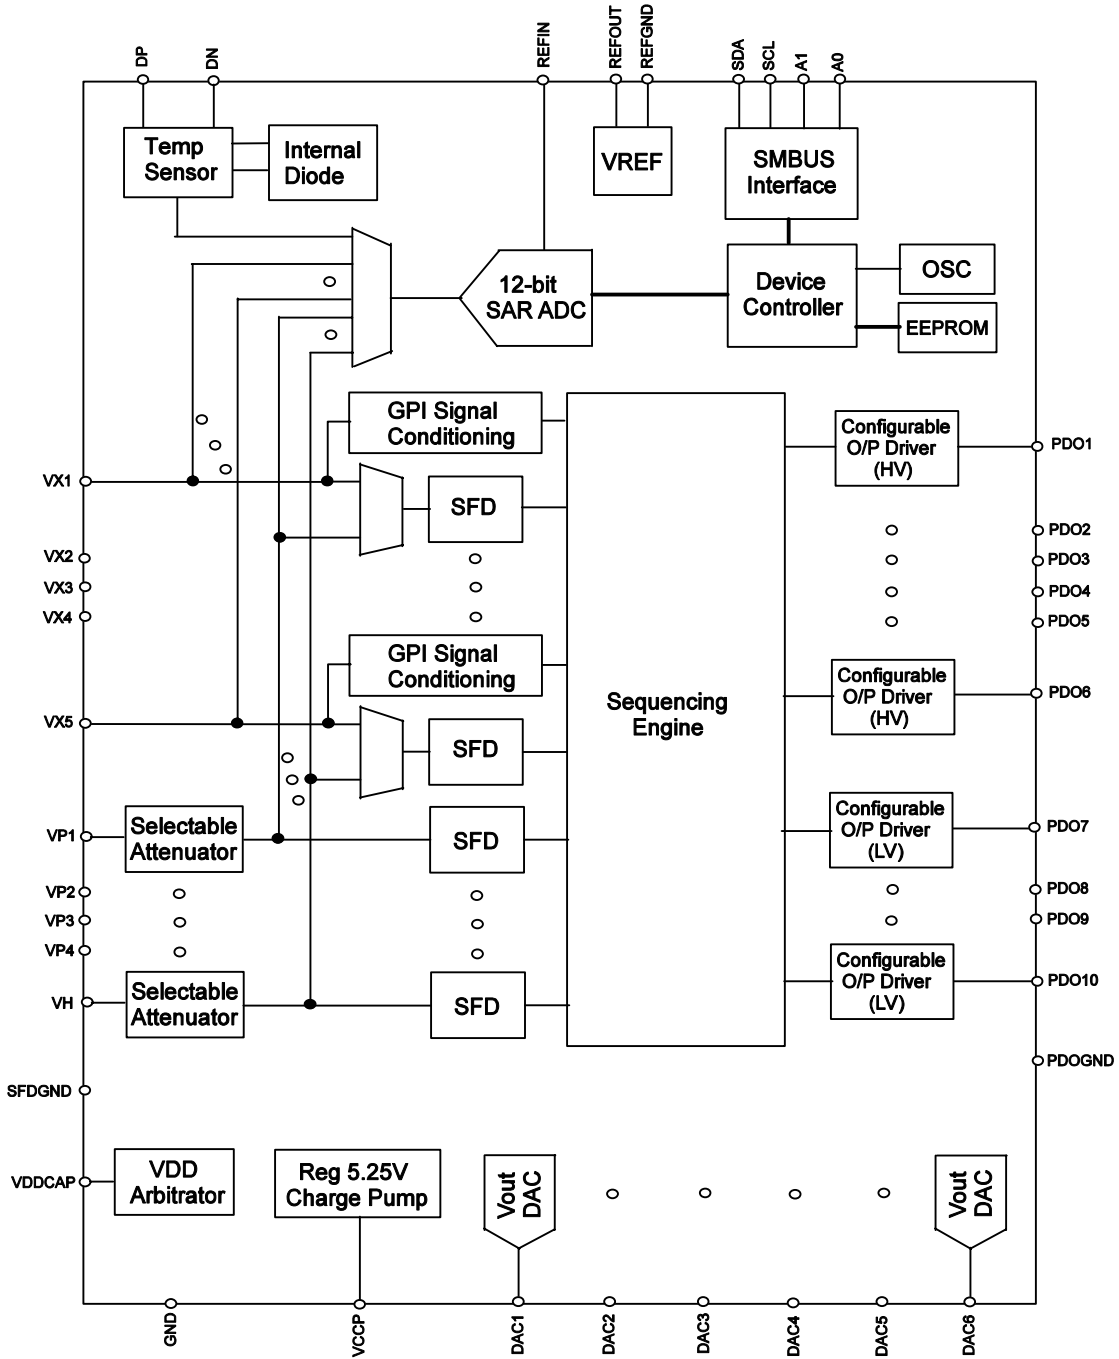 DP
DN
REFIN
REFOUT
REFGND
SDA
SCL
A1
A0
Temp
Sensor
Internal
Diode
VREF
SMBUS
Interface
12-bit
SAR ADC
Device
Controller
OSC
EEPROM
GPI Signal
Conditioning
Configurable
O/P Driver
(HV)
PDO1
VX1
SFD
PDO2
VX2
PDO3
VX3
PDO4
VX4
PDO5
GPI Signal
Conditioning
Configurable
O/P Driver
(HV)
PDO6
Sequencing
Engine
VX5
SFD
VP1
Selectable
Attenuator
SFD
Configurable
O/P Driver
(LV)
PDO7
VP2
PDO8
VP3
PDO9
VP4
VH
Selectable
Attenuator
SFD
Configurable
O/P Driver
(LV)
PDO10
PDOGND
SFDGND
VDDCAP
VDD
Arbitrator
Reg 5.25V
Charge Pump
Vout
DAC
Vout
DAC
GND
VCCP
DAC1
DAC2
DAC3
DAC4
DAC5
DAC6